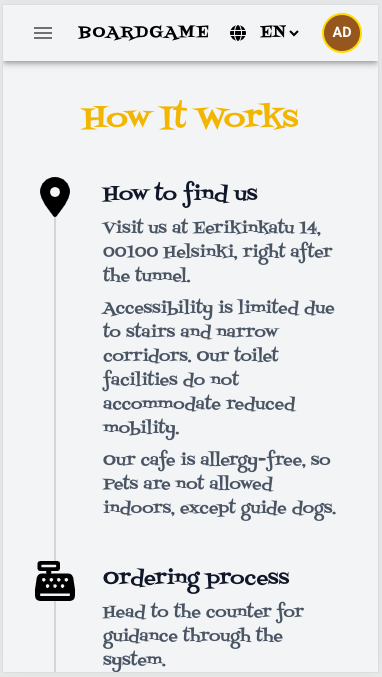 BOARDGAME EN AD
How It Works
How to find us
Visit us at Eerikinkatu 14,
00100 Helsinki, right after
the tunnel.
Accessibility is limited due
to stairs and narrow
corridors. Our toilet
facilities do not
accommodate reduced
mobility.
Our cafe is allergy-free, so
Pets are not allowed
indoors, except guide dogs.
Ordering process
Head to the counter for
guidance through the
system.